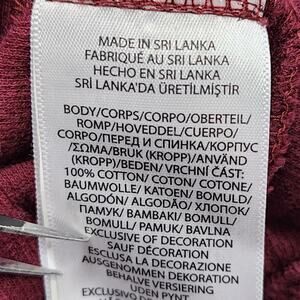 MADE IN SRI LANKA
FABRIQUÉ AU SRI LANKA
HECHO EN SRI LANKA
SRI LANKA'DA ÜRETİLMİŞTİR
BODY/CORPS/CORPO/OBERTEIL/
ROMP/HOVEDDEL/CUERPO/
CORPO/ПЕРЕД И СПИНКА/КОРПУС
/ΣΩΜΑ/BRUK (KROPP)/ANVÄND
(KROPP)/BEDEN/ VRCHNÍ ČÁST:
100% COTTON/ COTON/ COTONE/
BAUMWOLLE/ KATOEN/ BOMULD/
ALGODÓN/ ALGODÃO/ ХЛОПОК/
ПАМУК/ ΒΑΜΒΑΚΙ/ BOMULL/
BOMULL/ PAMUK/ BAVLNA
EXCLUSIVE OF DECORATION
SAUF DÉCORATION
ESCLUSA LA DECORAZIONE
AUSGENOMMEN DEKORATION
BEHALVE VERSIERING
UDEN PYNT